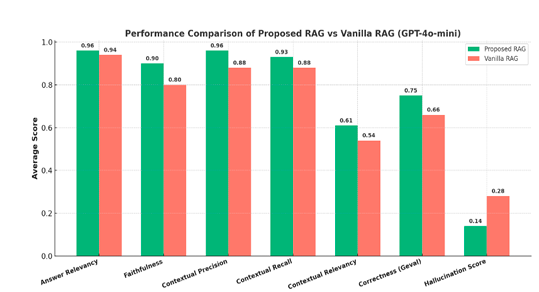 Performance Comparison of Proposed RAG vs Vanilla RAG (GPT-4o-mini)
Proposed RAG
Vanilla RAG
Average Score
1.0
0.8
0.6
0.4
0.2
0.0
0.96 0.94
0.90 0.80
0.96 0.88
0.93 0.88
0.61 0.54
0.75 0.66
0.14 0.28
Answer Relevancy
Faithfulness
Contextual Precision
Contextual Recall
Contextual Relevancy
Correctness (Geval)
Hallucination Score